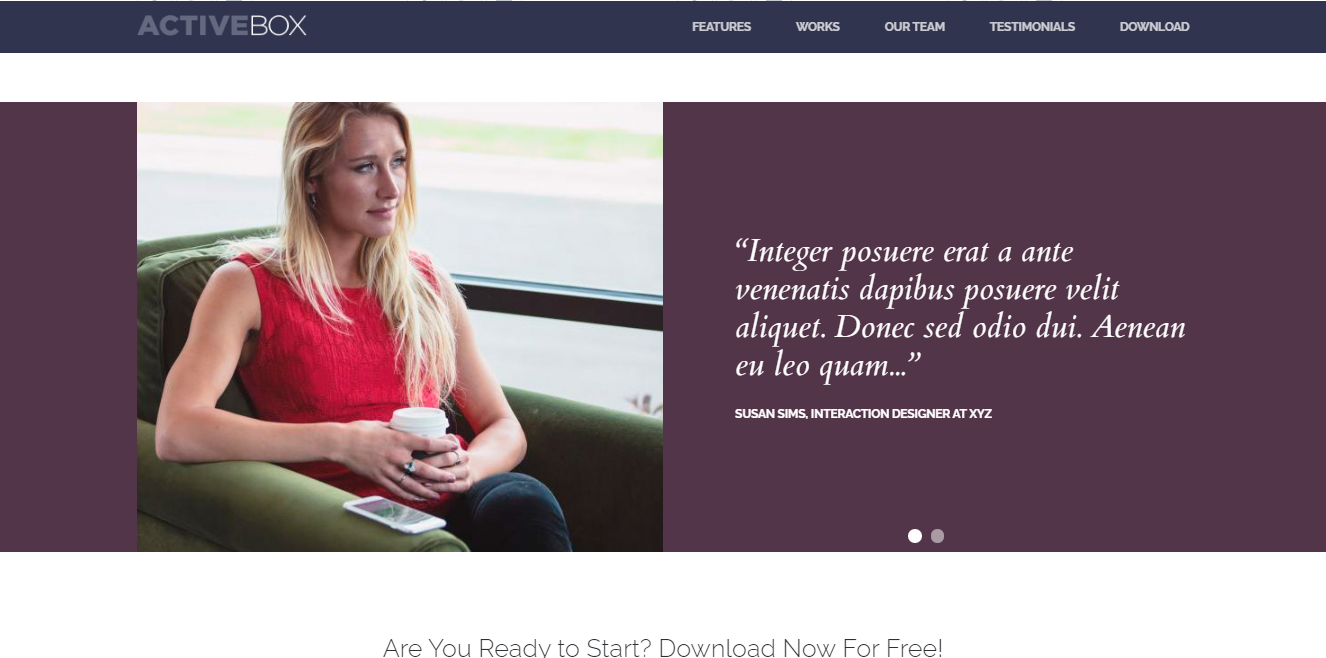 ACTIVEBOX
FEATURES WORKS OUR TEAM TESTIMONIALS DOWNLOAD
“Integer posuere erat a ante
venenatis dapibus posuere velit
aliquet. Donec sed odio dui. Aenean
eu leo quam...”
SUSAN SIMS, INTERACTION DESIGNER AT XYZ
Are You Ready to Start? Download Now For Free!